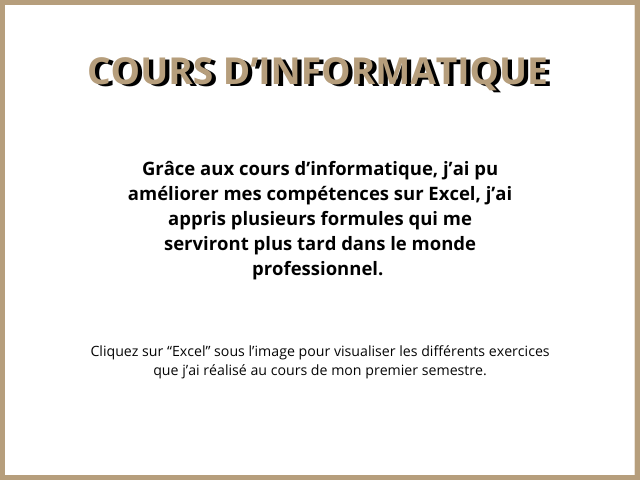 COURS D’INFORMATIQUE
Grâce aux cours d’informatique, j’ai pu
améliorer mes compétences sur Excel, j’ai
appris plusieurs formules qui me
serviront plus tard dans le monde
professionnel.
Cliquez sur “Excel” sous l’image pour visualiser les différents exercices
que j’ai réalisé au cours de mon premier semestre.